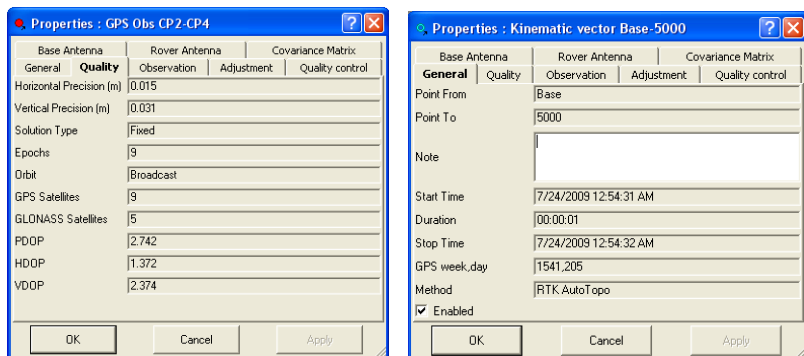 Properties : GPS Obs CP2-CP4
Base Antenna Rover Antenna Covariance Matrix
General Quality Observation Adjustment Quality control
Horizontal Precision (m) 0.015
Vertical Precision (m) 0.031
Solution Type Fixed
Epochs 9
Orbit Broadcast
GPS Satellites 9
GLONASS Satellites 5
PDOP 2.742
HDOP 1.372
VDOP 2.374
OK Cancel Apply
Properties : Kinematic vector Base-5000
Base Antenna Rover Antenna Covariance Matrix
General Quality Observation Adjustment Quality control
Point From Base
Point To 5000
Note
Start Time 7/24/2009 12:54:31 AM
Duration 00:00:01
Stop Time 7/24/2009 12:54:32 AM
GPS week,day 1541,205
Method RTK AutoTopo
Enabled
OK Cancel Apply